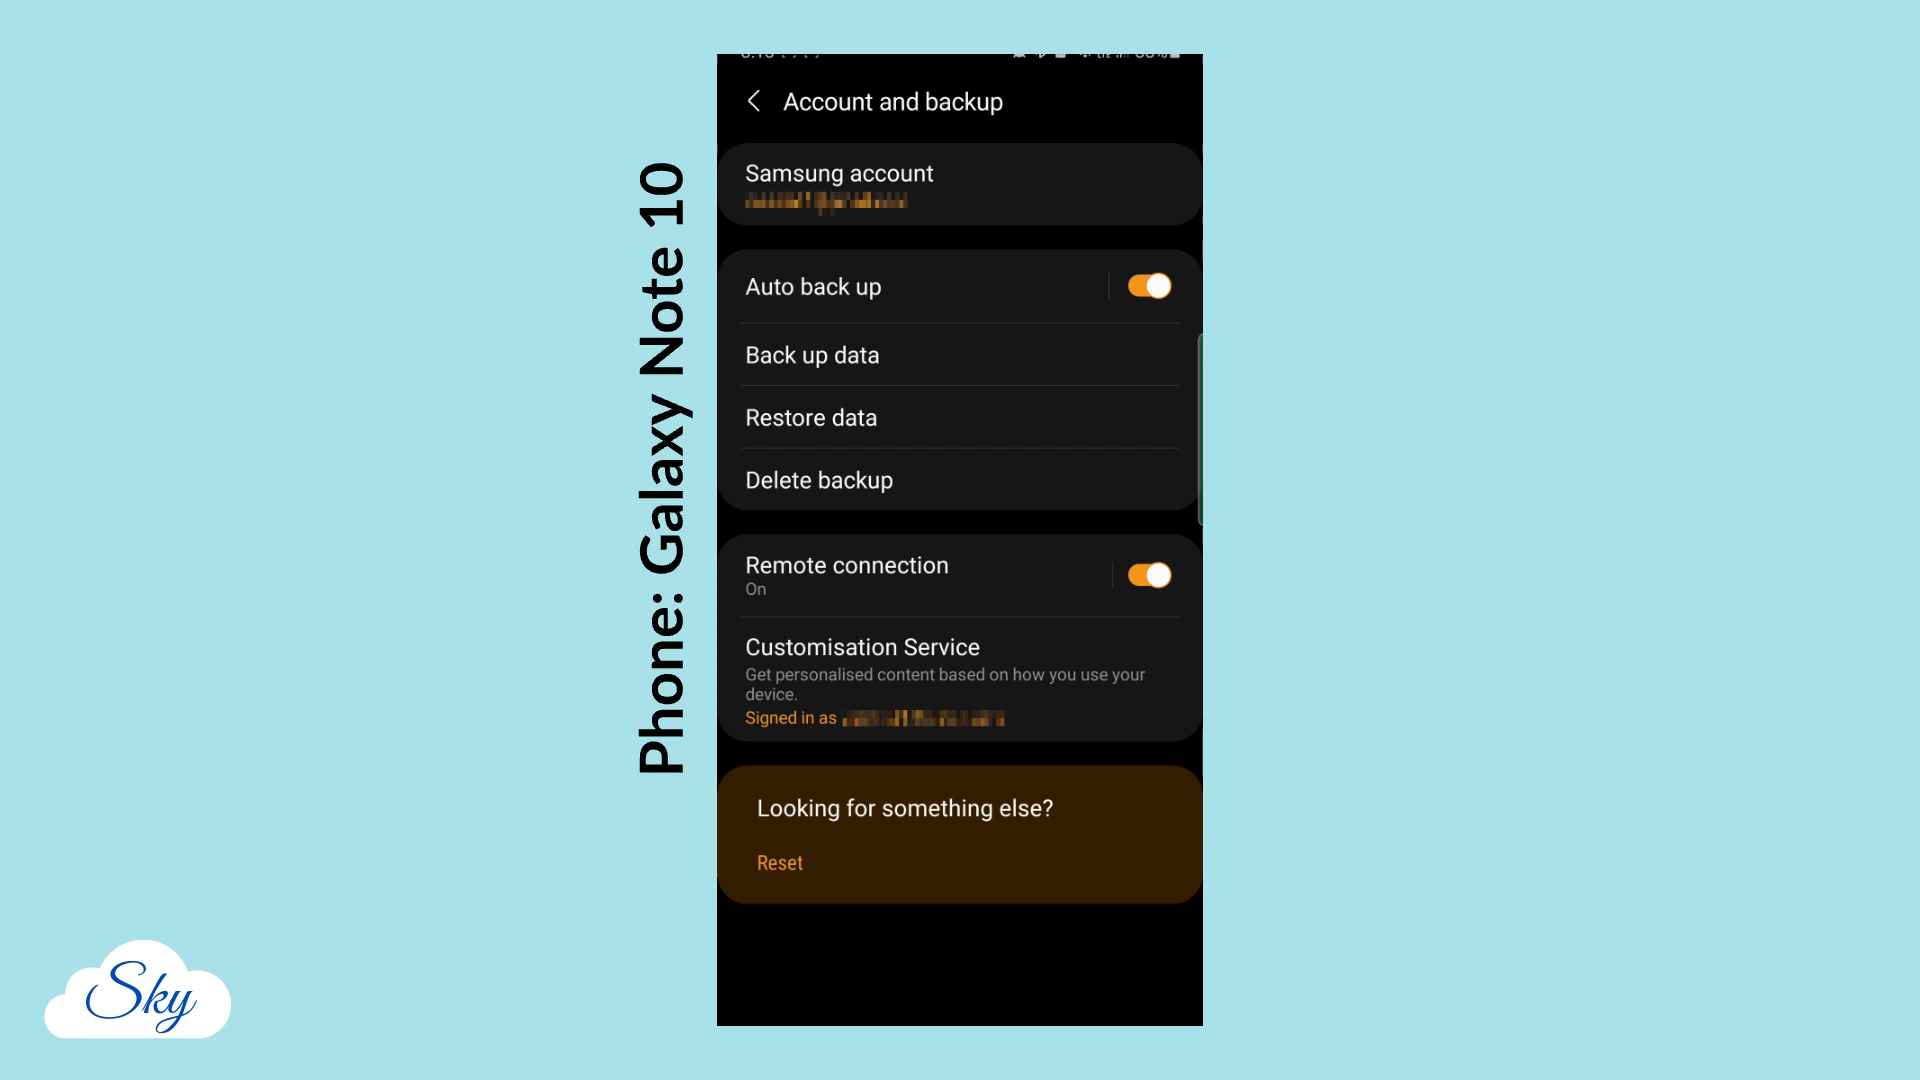 Phone: Galaxy Note 10
Account and backup
Samsung account
Auto back up
Back up data
Restore data
Delete backup
Remote connection
On
Customisation Service
Get personalised content based on how you use your
device.
Signed in as
Looking for something else?
Reset
Sky